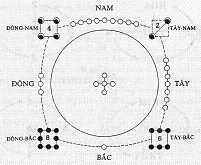 NAM
ĐÔNG-NAM
4
2
TÂY-NAM
ĐÔNG
TÂY
ĐÔNG-BẮC
8
6
TÂY-BẮC
BẮC